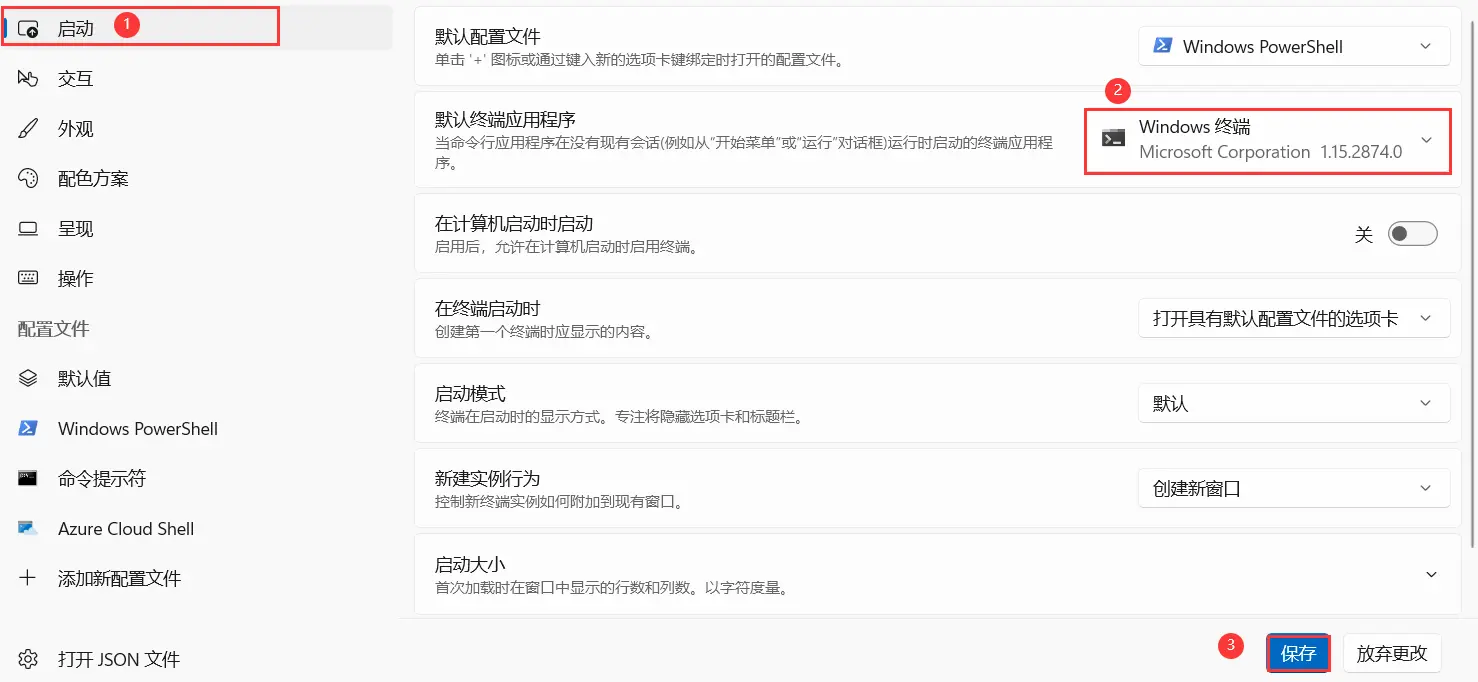 启动
1
交互
外观
配色方案
呈现
操作
配置文件
默认值
Windows PowerShell
命令提示符
Azure Cloud Shell
添加新配置文件
打开 JSON 文件
默认配置文件
单击 '+' 图标或通过键入新的选项卡键绑定时打开的配置文件。
Windows PowerShell
2
默认终端应用程序
当命令行应用程序在没有现有会话(例如从“开始菜单”或“运行”对话框)运行时启动的终端应用程
序。
Windows 终端
Microsoft Corporation 1.15.2874.0
在计算机启动时启动
启用后，允许在计算机启动时启用终端。
关
在终端启动时
创建第一个终端时应显示的内容。
打开具有默认配置文件的选项卡
启动模式
终端在启动时的显示方式。专注将隐藏选项卡和标题栏。
默认
新建实例行为
控制新终端实例如何附加到现有窗口。
创建新窗口
启动大小
首次加载时在窗口中显示的行数和列数。以字符度量。
3
保存
放弃更改